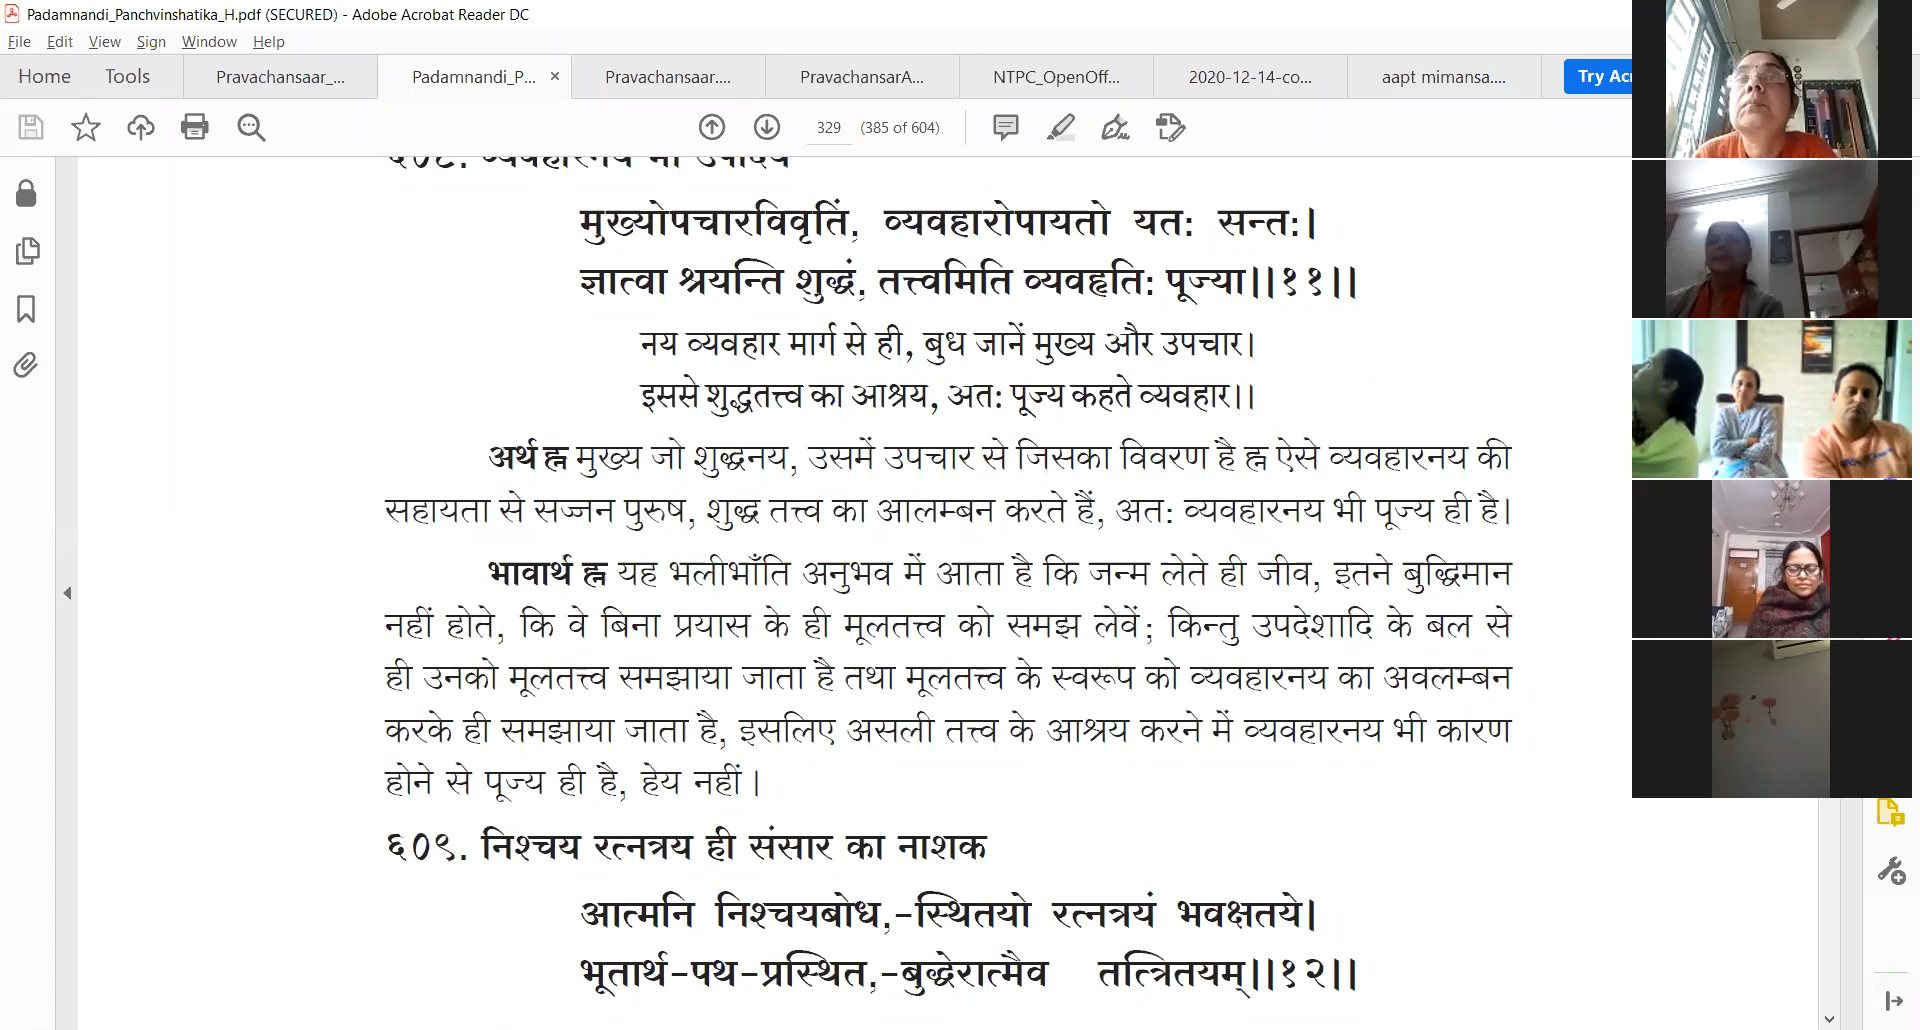 Padamnandi_Panchvinshatika_H.pdf (SECURED) - Adobe Acrobat Reader DC
File Edit View Sign Window Help
Home Tools Pravachansaar_... Padamnandi_P... × Pravachansaar.... PravachansarA... NTPC_OpenOff... 2020-12-14-co... aapt mimansa.... Try Acr
329 (385 of 604)
६०८. व्यवहारनय भी उपादेय
मुख्योपचारविवृतिं, व्यवहारोपायतो यतः सन्तः।
ज्ञात्वा श्रयन्ति शुद्धं, तत्त्वमिति व्यवहृतिः पूज्या।।११।।
नय व्यवहार मार्ग से ही, बुध जानें मुख्य और उपचार।
इससे शुद्धतत्त्व का आश्रय, अतः पूज्य कहते व्यवहार।।
अर्थ ह्न मुख्य जो शुद्धनय, उसमें उपचार से जिसका विवरण है ह्न ऐसे व्यवहारनय की
सहायता से सज्जन पुरुष, शुद्ध तत्त्व का आलम्बन करते हैं, अतः व्यवहारनय भी पूज्य ही है।
भावार्थ ह्न यह भलीभाँति अनुभव में आता है कि जन्म लेते ही जीव, इतने बुद्धिमान
नहीं होते, कि वे बिना प्रयास के ही मूलतत्त्व को समझ लेवें; किन्तु उपदेशादि के बल से
ही उनको मूलतत्त्व समझाया जाता है तथा मूलतत्त्व के स्वरूप को व्यवहारनय का अवलम्बन
करके ही समझाया जाता है, इसलिए असली तत्त्व के आश्रय करने में व्यवहारनय भी कारण
होने से पूज्य ही है, हेय नहीं।
६०९. निश्चय रत्नत्रय ही संसार का नाशक
आत्मनि निश्चयबोध,-स्थितयो रत्नत्रयं भवक्षतये।
भूतार्थ-पथ-प्रस्थित,-बुद्धेरात्मैव तत्त्रितयम्।।१२।।